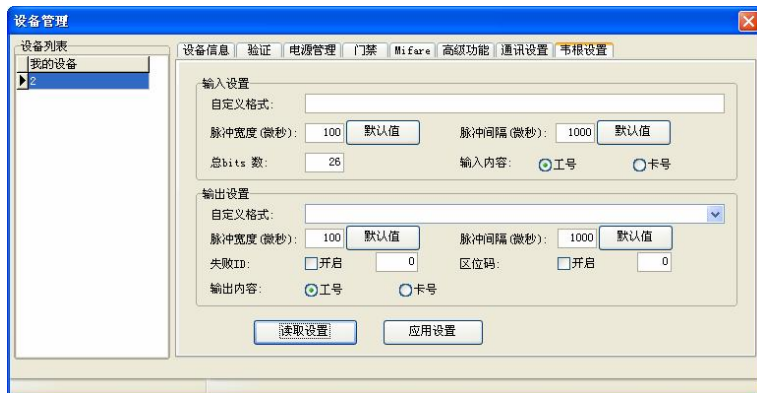 设备管理
设备列表
我的设备
2
设备信息 验证 电源管理 门禁 Mifare 高级功能 通讯设置 韦根设置
输入设置
自定义格式:
脉冲宽度(微秒): 100 默认值 脉冲间隔(微秒): 1000 默认值
总bits 数: 26 输入内容: 工号 卡号
输出设置
自定义格式:
脉冲宽度(微秒): 100 默认值 脉冲间隔(微秒): 1000 默认值
失败ID: 开启 0 区位码: 开启 0
输出内容: 工号 卡号
读取设置 应用设置